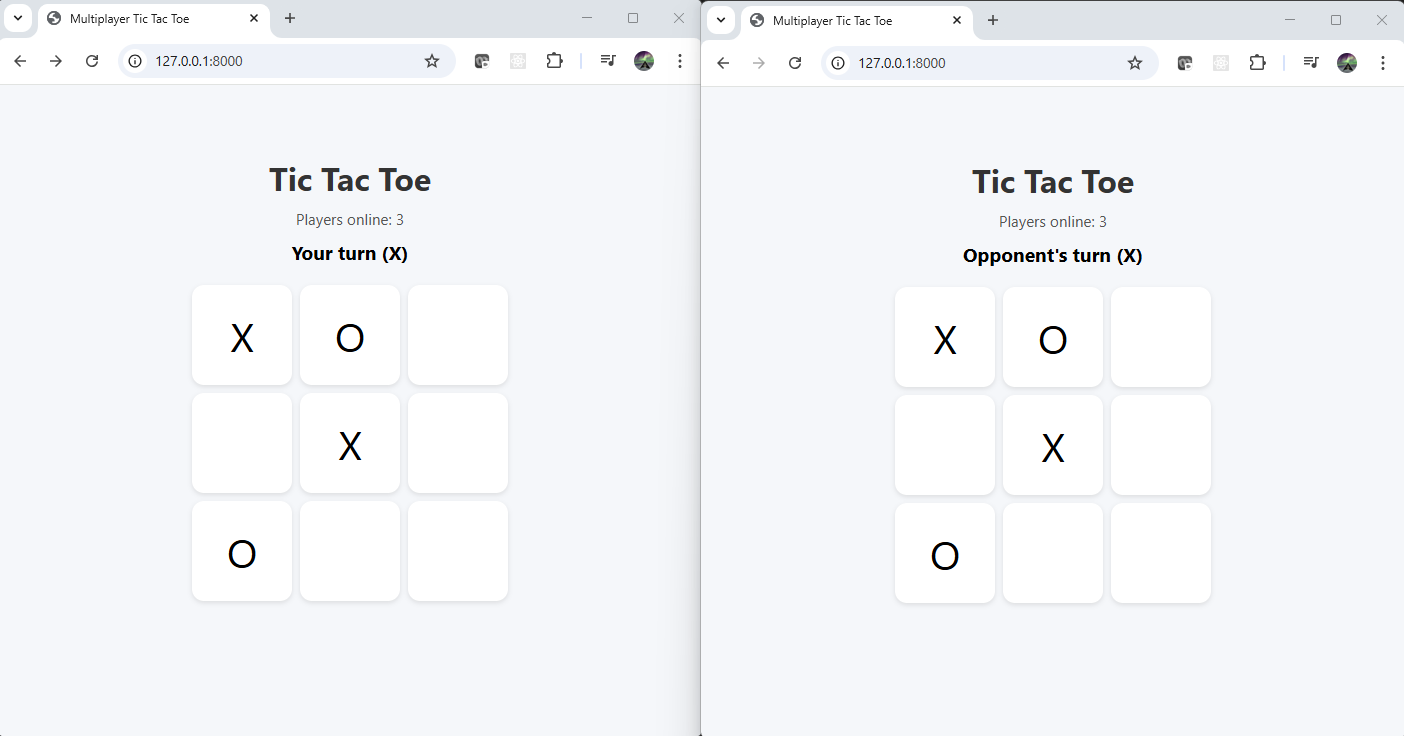 Multiplayer Tic Tac Toe
127.0.0.1:8000
Tic Tac Toe
Players online: 3
Your turn (X)
X O
X
O
Multiplayer Tic Tac Toe
127.0.0.1:8000
Tic Tac Toe
Players online: 3
Opponent's turn (X)
X O
X
O